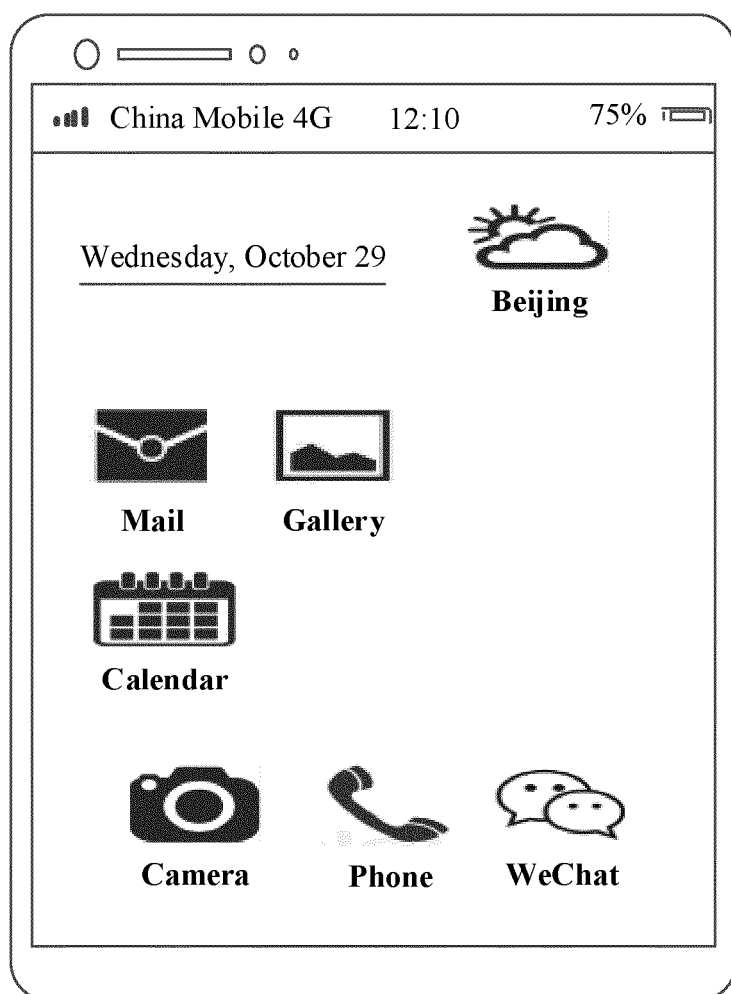 China Mobile 4G 12:10 75%
Wednesday, October 29
Beijing
Mail Gallery
Calendar
Camera Phone WeChat